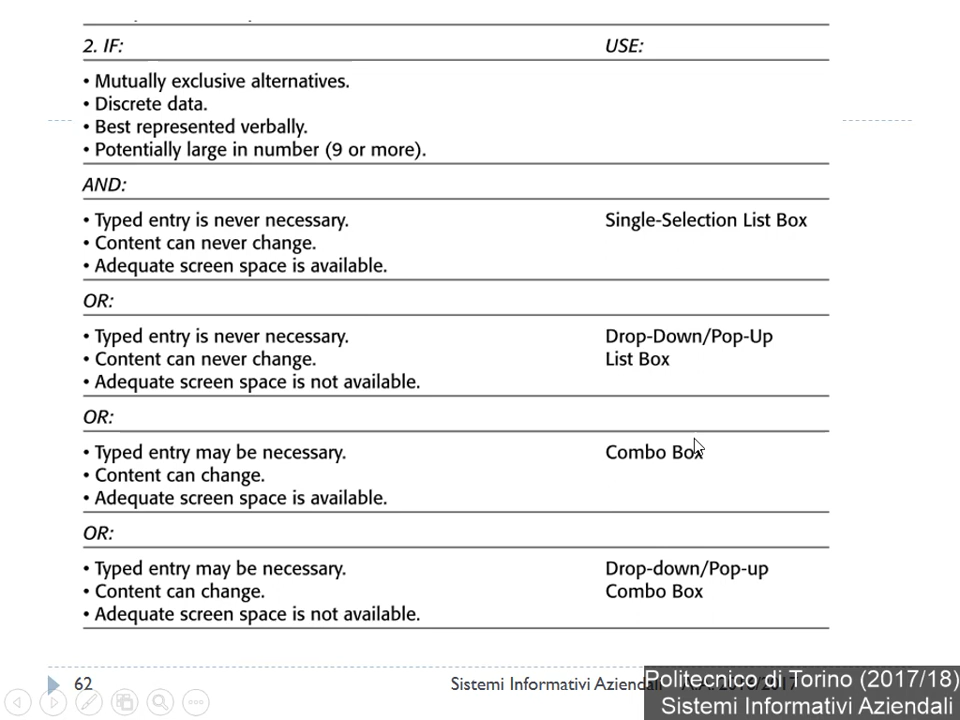 2. IF: USE:
• Mutually exclusive alternatives.
• Discrete data.
• Best represented verbally.
• Potentially large in number (9 or more).
AND:
• Typed entry is never necessary. Single-Selection List Box
• Content can never change.
• Adequate screen space is available.
OR:
• Typed entry is never necessary. Drop-Down/Pop-Up
• Content can never change. List Box
• Adequate screen space is not available.
OR:
• Typed entry may be necessary. Combo Box
• Content can change.
• Adequate screen space is available.
OR:
• Typed entry may be necessary. Drop-down/Pop-up
• Content can change. Combo Box
• Adequate screen space is not available.
62 Sistemi Informativi Aziendali
Politecnico di Torino (2017/18)
Sistemi Informativi Aziendali